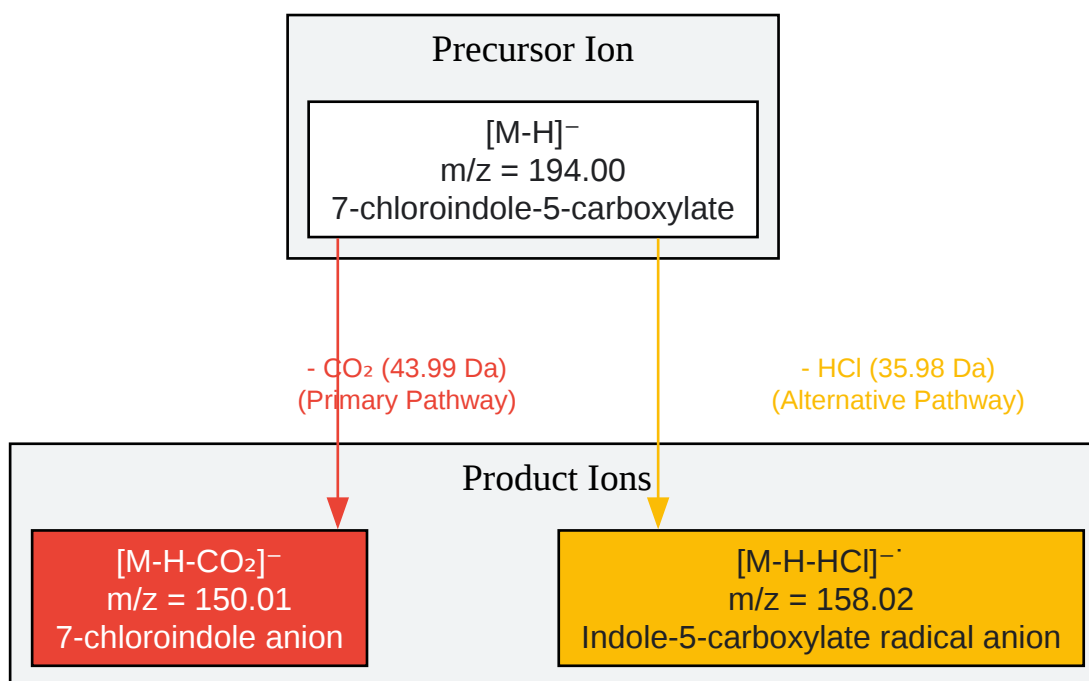 Precursor Ion
[M-H]⁻
m/z = 194.00
7-chloroindole-5-carboxylate
- CO₂ (43.99 Da)
(Primary Pathway)
- HCl (35.98 Da)
(Alternative Pathway)
Product Ions
[M-H-CO₂]⁻
m/z = 150.01
7-chloroindole anion
[M-H-HCl]⁻˙
m/z = 158.02
Indole-5-carboxylate radical anion